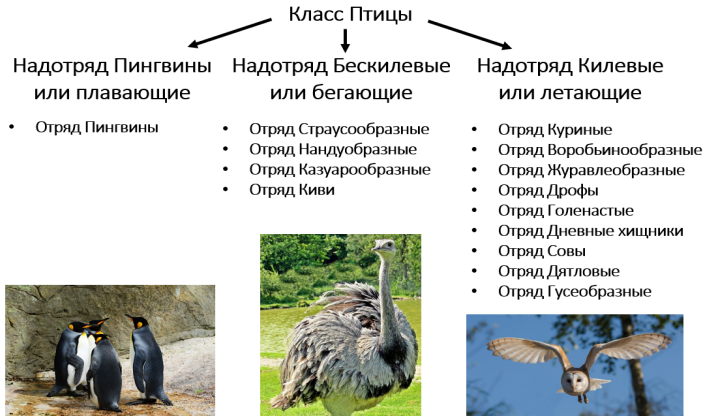 Класс Птицы
Надотряд Пингвины
или плавающие
• Отряд Пингвины
Надотряд Бескилевые
или бегающие
• Отряд Страусообразные
• Отряд Нандуобразные
• Отряд Казуарообразные
• Отряд Киви
Надотряд Килевые
или летающие
• Отряд Куриные
• Отряд Воробьинообразные
• Отряд Журавлеобразные
• Отряд Дрофы
• Отряд Голенастые
• Отряд Дневные хищники
• Отряд Совы
• Отряд Дятловые
• Отряд Гусеобразные